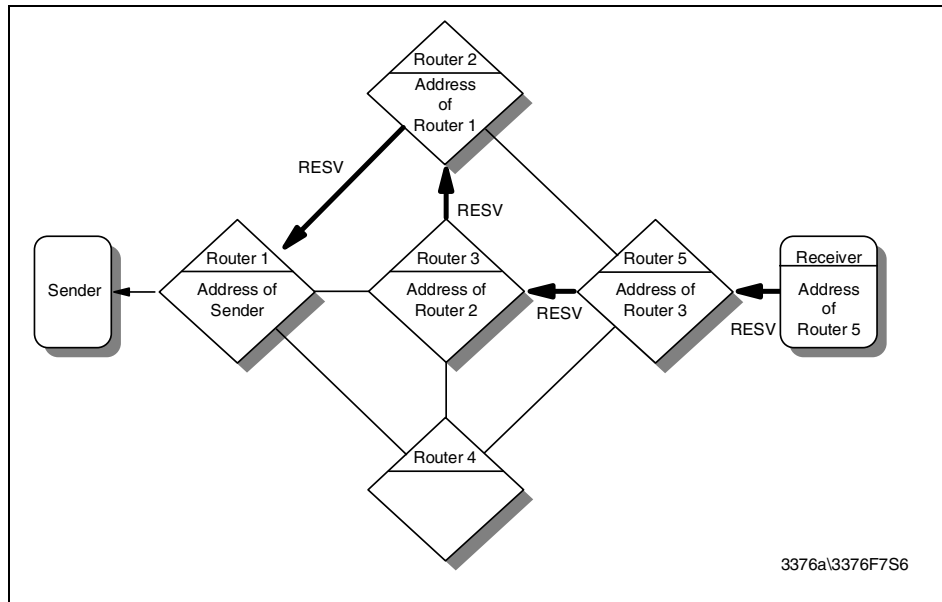 Router 2
Address
of
Router 1
RESV
RESV
Sender
Router 1
Address of
Sender
Router 3
Address of
Router 2
RESV
Router 5
Address of
Router 3
RESV
Receiver
Address
of
Router 5
Router 4
3376a\3376F7S6